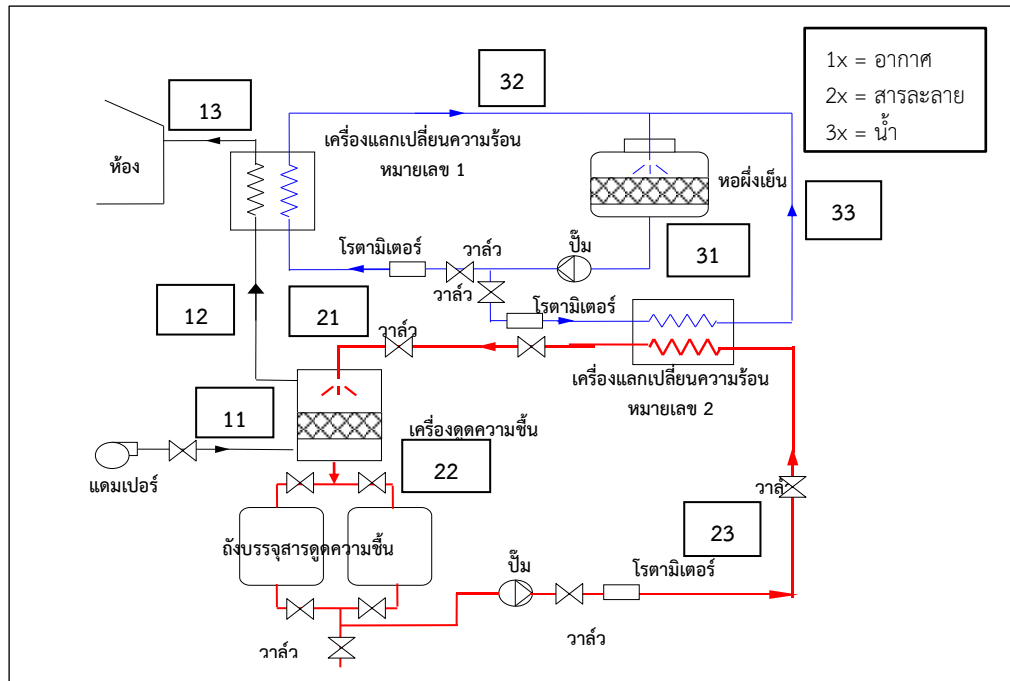 32
1x = อากาศ
2x = สารละลาย
3x = น้ำ
13
เครื่องแลกเปลี่ยนความร้อน
หมายเลข 1
ห้อง
หอผึ่งเย็น
33
31
โรตามิเตอร์
วาล์ว
ปั๊ม
วาล์ว
โรตามิเตอร์
12
21
วาล์ว
เครื่องแลกเปลี่ยนความร้อน
หมายเลข 2
11
เครื่องดูดความชื้น
22
แดมเปอร์
วาล์ว
23
ถังบรรจุสารดูดความชื้น
ปั๊ม
โรตามิเตอร์
วาล์ว
วาล์ว